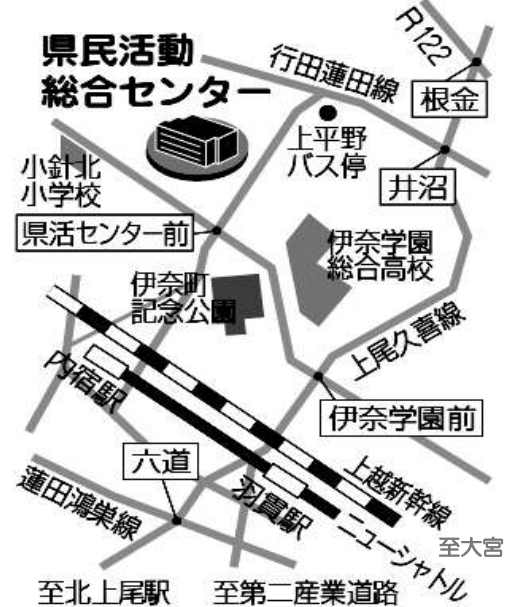 県民活動
総合センター
R122
行田蓮田線
根金
上平野
バス停
井沼
小針北
小学校
県活センター前
伊奈学園
総合高校
伊奈町
記念公園
上尾久喜線
内宿駅
伊奈学園前
六道
上越新幹線
羽貫駅
蓮田鴻巣線
ニューシャトル
至大宮
至北上尾駅
至第二産業道路